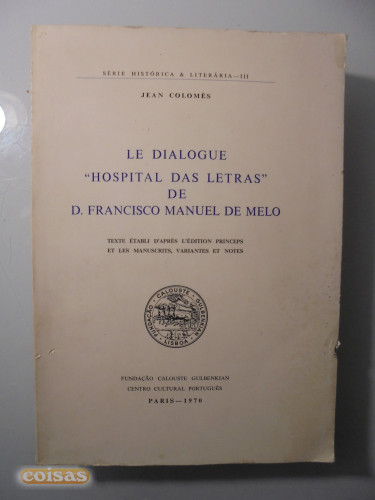 SÉRIE HISTÓRICA & LITERÁRIA—III
JEAN COLOMÈS
LE DIALOGUE
"HOSPITAL DAS LETRAS"
DE
D. FRANCISCO MANUEL DE MELO
TEXTE ÉTABLI D'APRÈS L'ÉDITION PRINCEPS
ET LES MANUSCRITS, VARIANTES ET NOTES
FUNDAÇÃO CALOUSTE GULBENKIAN
LISBOA
FUNDAÇÃO CALOUSTE GULBENKIAN
CENTRO CULTURAL PORTUGUÊS
PARIS—1970
coisas